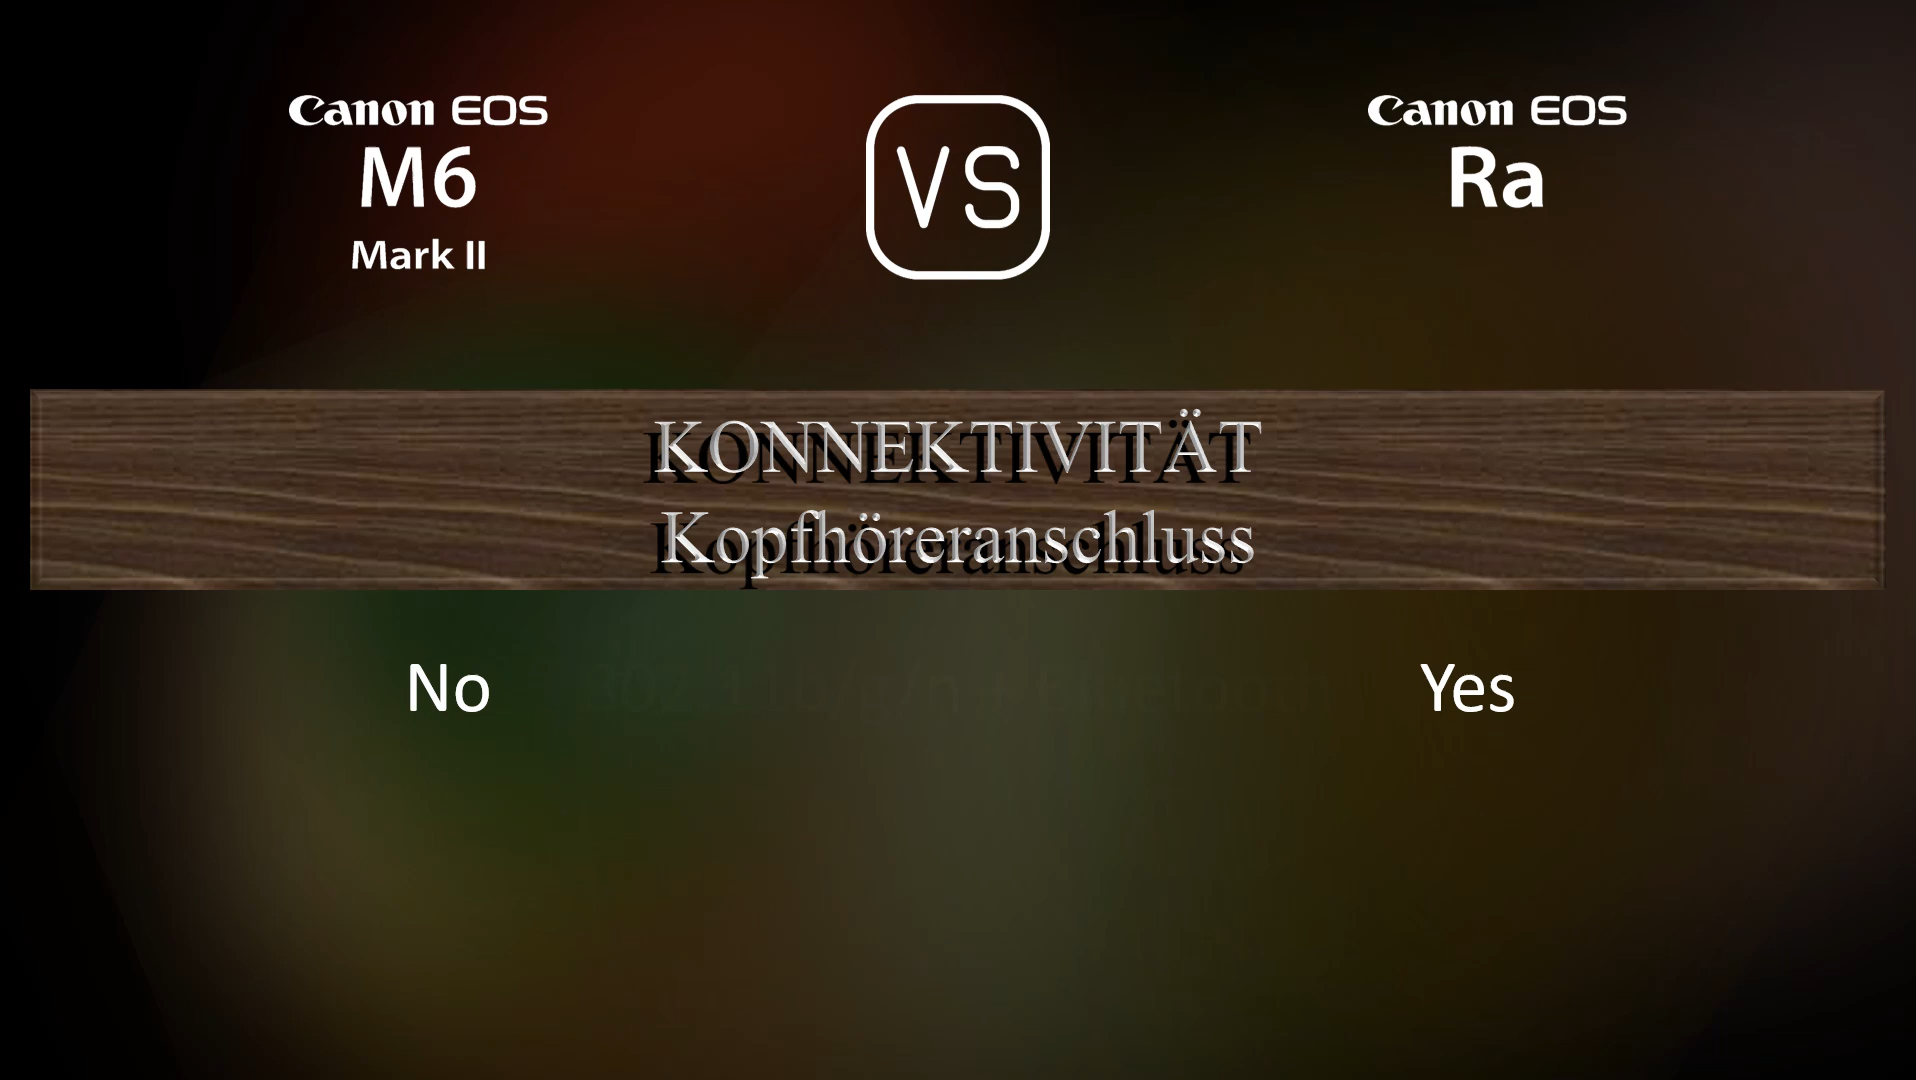 Canon EOS
M6
Mark II
VS
Canon EOS
Ra
KONNEKTIVITÄT
Kopfhöreranschluss
No
Yes